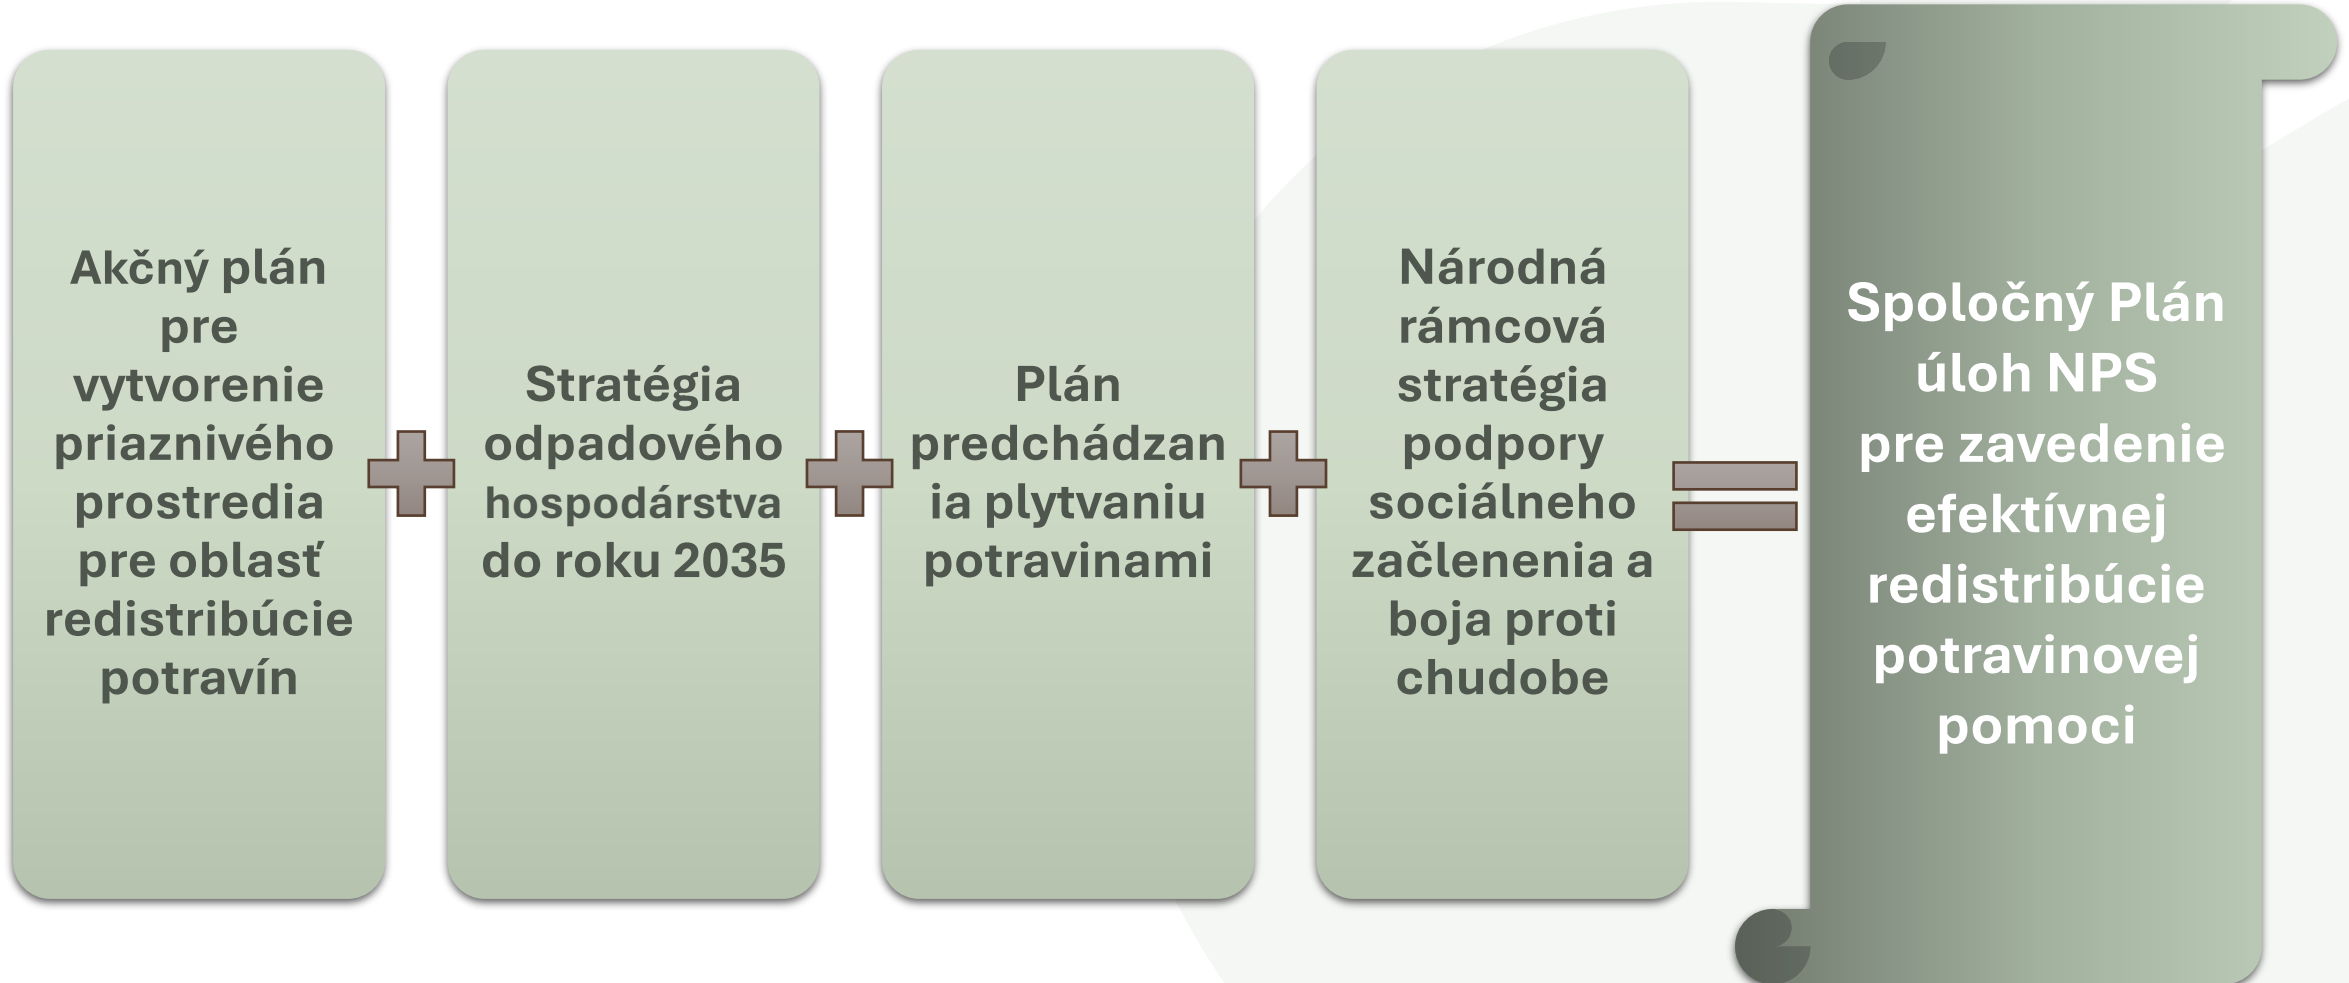 Akčný plán
pre
vytvorenie
priaznivého
prostredia
pre oblasť
redistribúcie
potravín
Stratégia
odpadového
hospodárstva
do roku 2035
Plán
predchádzan
ia plytvaniu
potravinami
Národná
rámcová
stratégia
podpory
sociálneho
začlenenia a
boja proti
chudobe
Spoločný Plán
úloh NPS
pre zavedenie
efektívnej
redistribúcie
potravinovej
pomoci